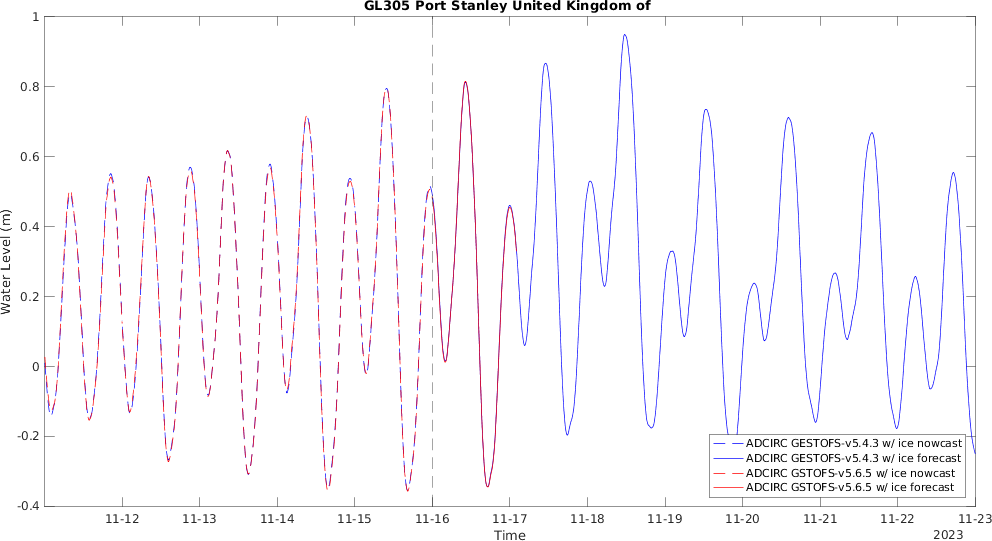 GL305 Port Stanley United Kingdom of
1
0.8
0.6
0.4
0.2
0
-0.2
-0.4
Water Level (m)
ADCIRC GESTOFS-v5.4.3 w/ ice nowcast
ADCIRC GESTOFS-v5.4.3 w/ ice forecast
ADCIRC GSTOFS-v5.6.5 w/ ice nowcast
ADCIRC GSTOFS-v5.6.5 w/ ice forecast
11-12 11-13 11-14 11-15 11-16 11-17 11-18 11-19 11-20 11-21 11-22 11-23
Time
2023